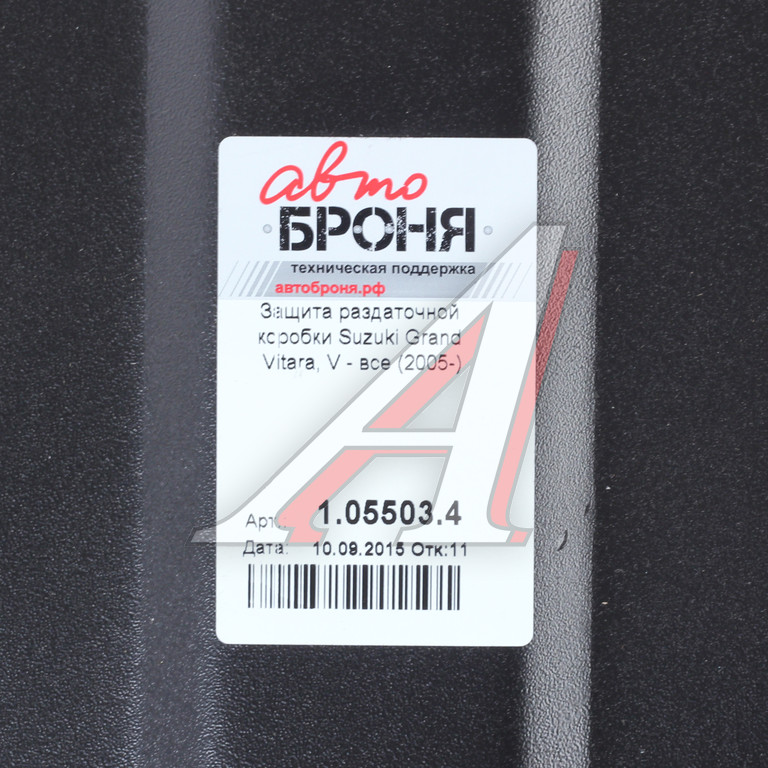 авто
БРОНЯ
техническая поддержка
автоброня.рф
Защита раздаточной
коробки Suzuki Grand
Vitara, V - все (2005-)
Арт.: 1.05503.4
Дата: 10.09.2015 Отк:11